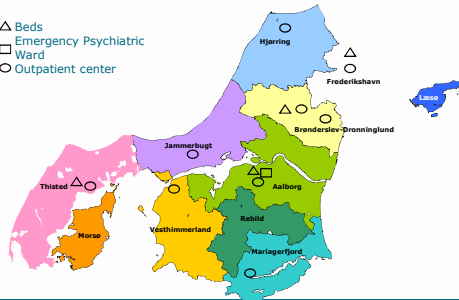 Beds
Emergency Psychiatric
Ward
Outpatient center
Hjørring
Frederikshavn
Læsø
Brønderslev-Dronninglund
Jammerbugt
Thisted
Aalborg
Rebild
Vesthimmerland
Morsø
Mariagerfjord